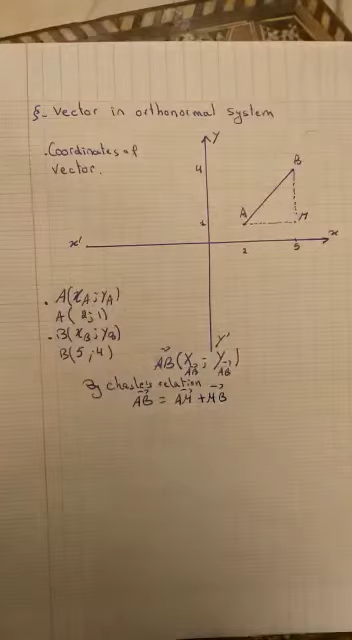 §- Vector in orthonormal system
. Coordinates of
Vector.
y
4
B
A
1
M
x'
x
2
5
. A(xA ; yA)
A( 2 ; 1)
. B(xB ; yB)
B(5 ; 4)
y'
AB→(XAB→ ; YAB→)
By chasles relation
AB→ = AM→ + MB→